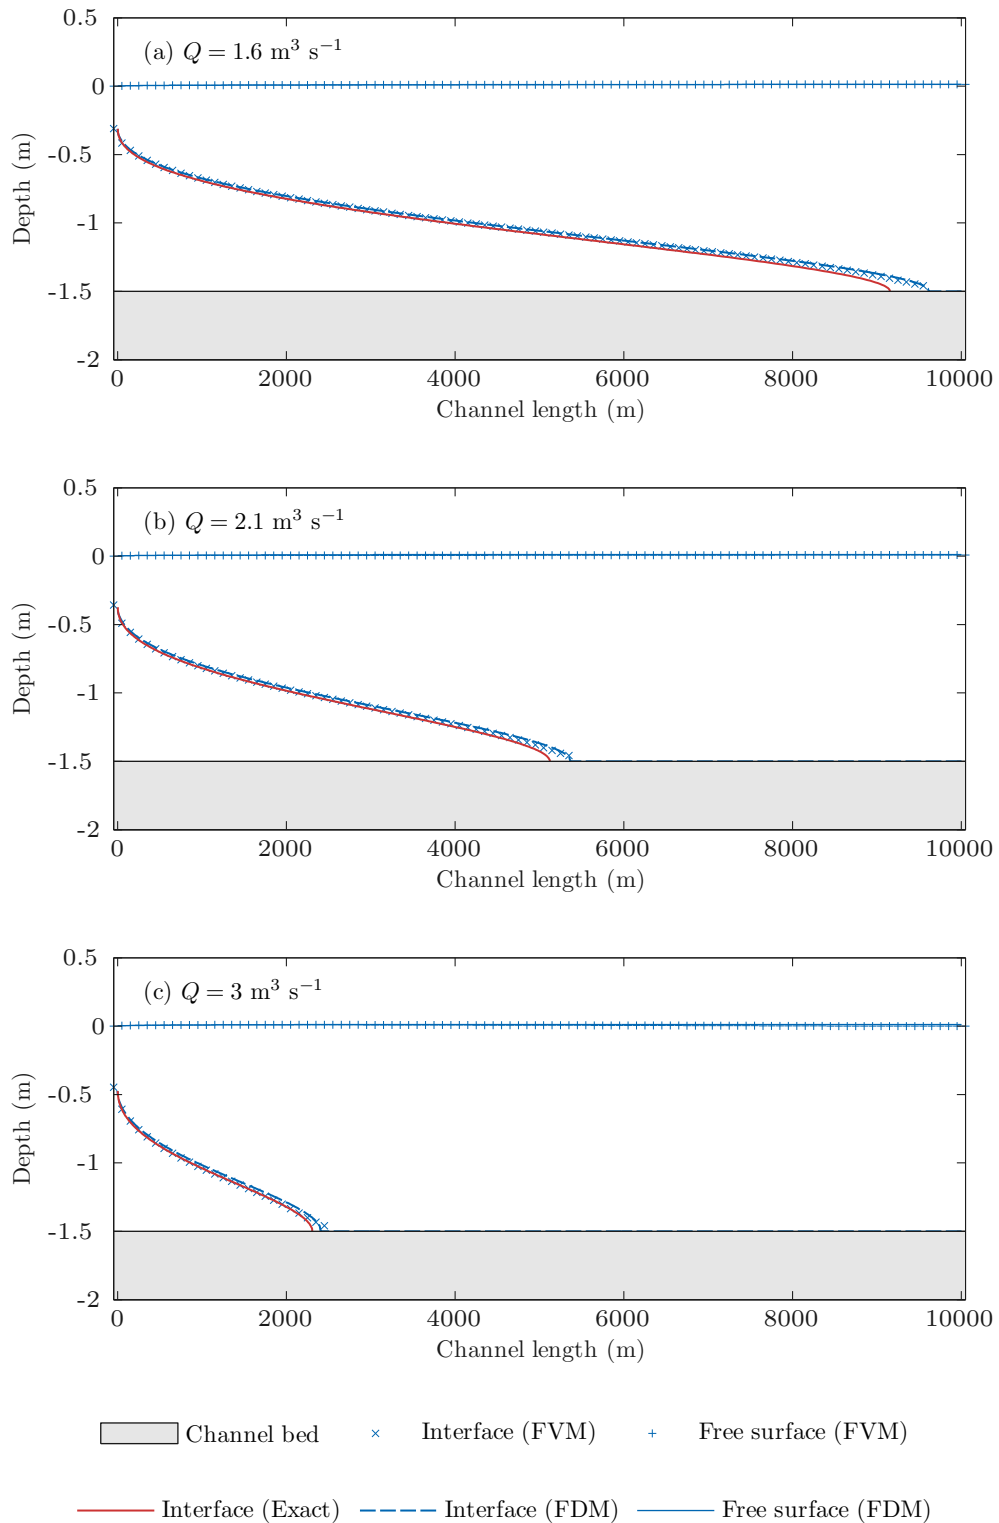 0.5
(a) Q = 1.6 m³ s⁻¹
0
-0.5
-1
-1.5
-2
Depth (m)
0 2000 4000 6000 8000 10000
Channel length (m)
0.5
(b) Q = 2.1 m³ s⁻¹
0
-0.5
-1
-1.5
-2
Depth (m)
0 2000 4000 6000 8000 10000
Channel length (m)
0.5
(c) Q = 3 m³ s⁻¹
0
-0.5
-1
-1.5
-2
Depth (m)
0 2000 4000 6000 8000 10000
Channel length (m)
Channel bed Interface (FVM) Free surface (FVM)
Interface (Exact) Interface (FDM) Free surface (FDM)